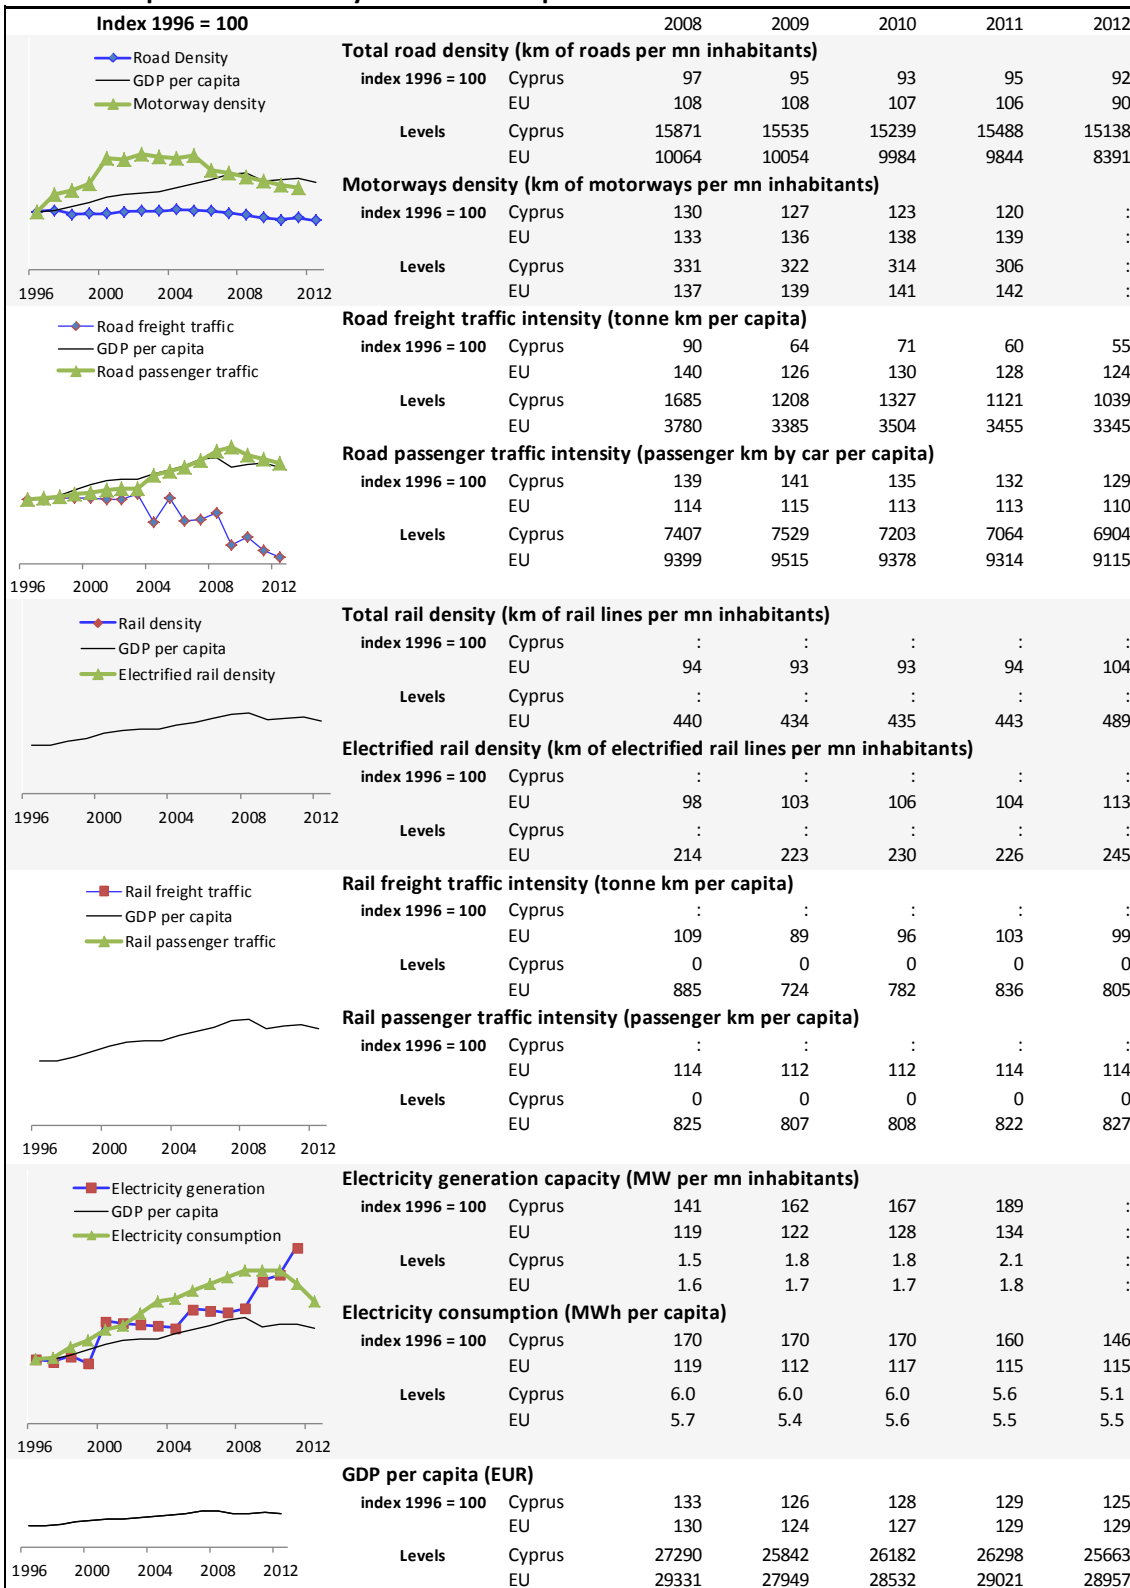 Index 1996 = 100 2008 2009 2010 2011 2012
Road Density
GDP per capita
Motorway density
1996 2000 2004 2008 2012
Total road density (km of roads per mn inhabitants)
index 1996 = 100 Cyprus 97 95 93 95 92
EU 108 108 107 106 90
Levels Cyprus 15871 15535 15239 15488 15138
EU 10064 10054 9984 9844 8391
Motorways density (km of motorways per mn inhabitants)
index 1996 = 100 Cyprus 130 127 123 120 :
EU 133 136 138 139 :
Levels Cyprus 331 322 314 306 :
EU 137 139 141 142 :
Road freight traffic
GDP per capita
Road passenger traffic
1996 2000 2004 2008 2012
Road freight traffic intensity (tonne km per capita)
index 1996 = 100 Cyprus 90 64 71 60 55
EU 140 126 130 128 124
Levels Cyprus 1685 1208 1327 1121 1039
EU 3780 3385 3504 3455 3345
Road passenger traffic intensity (passenger km by car per capita)
index 1996 = 100 Cyprus 139 141 135 132 129
EU 114 115 113 113 110
Levels Cyprus 7407 7529 7203 7064 6904
EU 9399 9515 9378 9314 9115
Rail density
GDP per capita
Electrified rail density
1996 2000 2004 2008 2012
Total rail density (km of rail lines per mn inhabitants)
index 1996 = 100 Cyprus : : : : :
EU 94 93 93 94 104
Levels Cyprus : : : : :
EU 440 434 435 443 489
Electrified rail density (km of electrified rail lines per mn inhabitants)
index 1996 = 100 Cyprus : : : : :
EU 98 103 106 104 113
Levels Cyprus : : : : :
EU 214 223 230 226 245
Rail freight traffic
GDP per capita
Rail passenger traffic
1996 2000 2004 2008 2012
Rail freight traffic intensity (tonne km per capita)
index 1996 = 100 Cyprus : : : : :
EU 109 89 96 103 99
Levels Cyprus 0 0 0 0 0
EU 885 724 782 836 805
Rail passenger traffic intensity (passenger km per capita)
index 1996 = 100 Cyprus : : : : :
EU 114 112 112 114 114
Levels Cyprus 0 0 0 0 0
EU 825 807 808 822 827
Electricity generation
GDP per capita
Electricity consumption
1996 2000 2004 2008 2012
Electricity generation capacity (MW per mn inhabitants)
index 1996 = 100 Cyprus 141 162 167 189 :
EU 119 122 128 134 :
Levels Cyprus 1.5 1.8 1.8 2.1 :
EU 1.6 1.7 1.7 1.8 :
Electricity consumption (MWh per capita)
index 1996 = 100 Cyprus 170 170 170 160 146
EU 119 112 117 115 115
Levels Cyprus 6.0 6.0 6.0 5.6 5.1
EU 5.7 5.4 5.6 5.5 5.5
1996 2000 2004 2008 2012
GDP per capita (EUR)
index 1996 = 100 Cyprus 133 126 128 129 125
EU 130 124 127 129 129
Levels Cyprus 27290 25842 26182 26298 25663
EU 29331 27949 28532 29021 28957